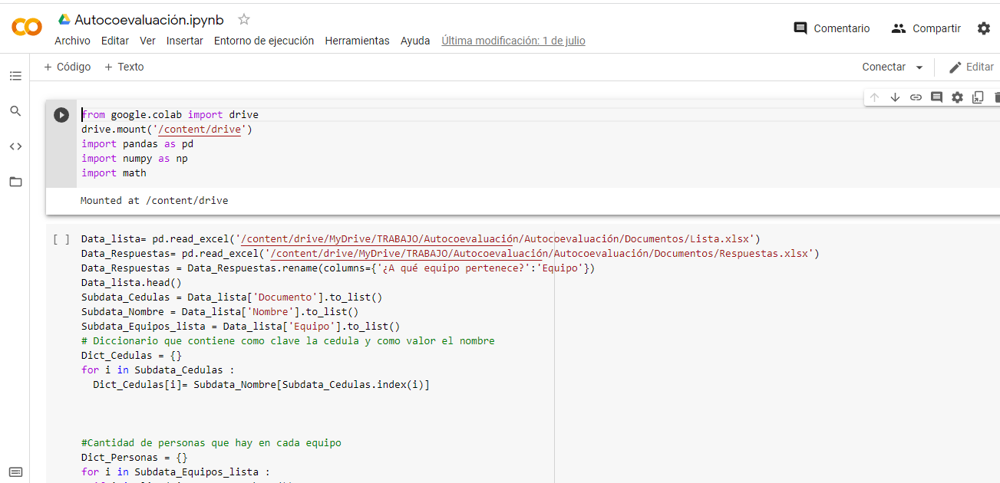 Autocoevaluación.ipynb
Archivo Editar Ver Insertar Entorno de ejecución Herramientas Ayuda Última modificación: 1 de julio
Comentario Compartir
+ Código + Texto
Conectar Editar
from google.colab import drive
drive.mount('/content/drive')
import pandas as pd
import numpy as np
import math
Mounted at /content/drive
[ ] Data_lista= pd.read_excel('/content/drive/MyDrive/TRABAJO/Autocoevaluación/Autocoevaluación/Documentos/Lista.xlsx')
Data_Respuestas= pd.read_excel('/content/drive/MyDrive/TRABAJO/Autocoevaluación/Autocoevaluación/Documentos/Respuestas.xlsx')
Data_Respuestas = Data_Respuestas.rename(columns={'¿A qué equipo pertenece?':'Equipo'})
Data_lista.head()
Subdata_Cedulas = Data_lista['Documento'].to_list()
Subdata_Nombre = Data_lista['Nombre'].to_list()
Subdata_Equipos_lista = Data_lista['Equipo'].to_list()
# Diccionario que contiene como clave la cedula y como valor el nombre
Dict_Cedulas = {}
for i in Subdata_Cedulas :
  Dict_Cedulas[i]= Subdata_Nombre[Subdata_Cedulas.index(i)]
#Cantidad de personas que hay en cada equipo
Dict_Personas = {}
for i in Subdata_Equipos_lista :